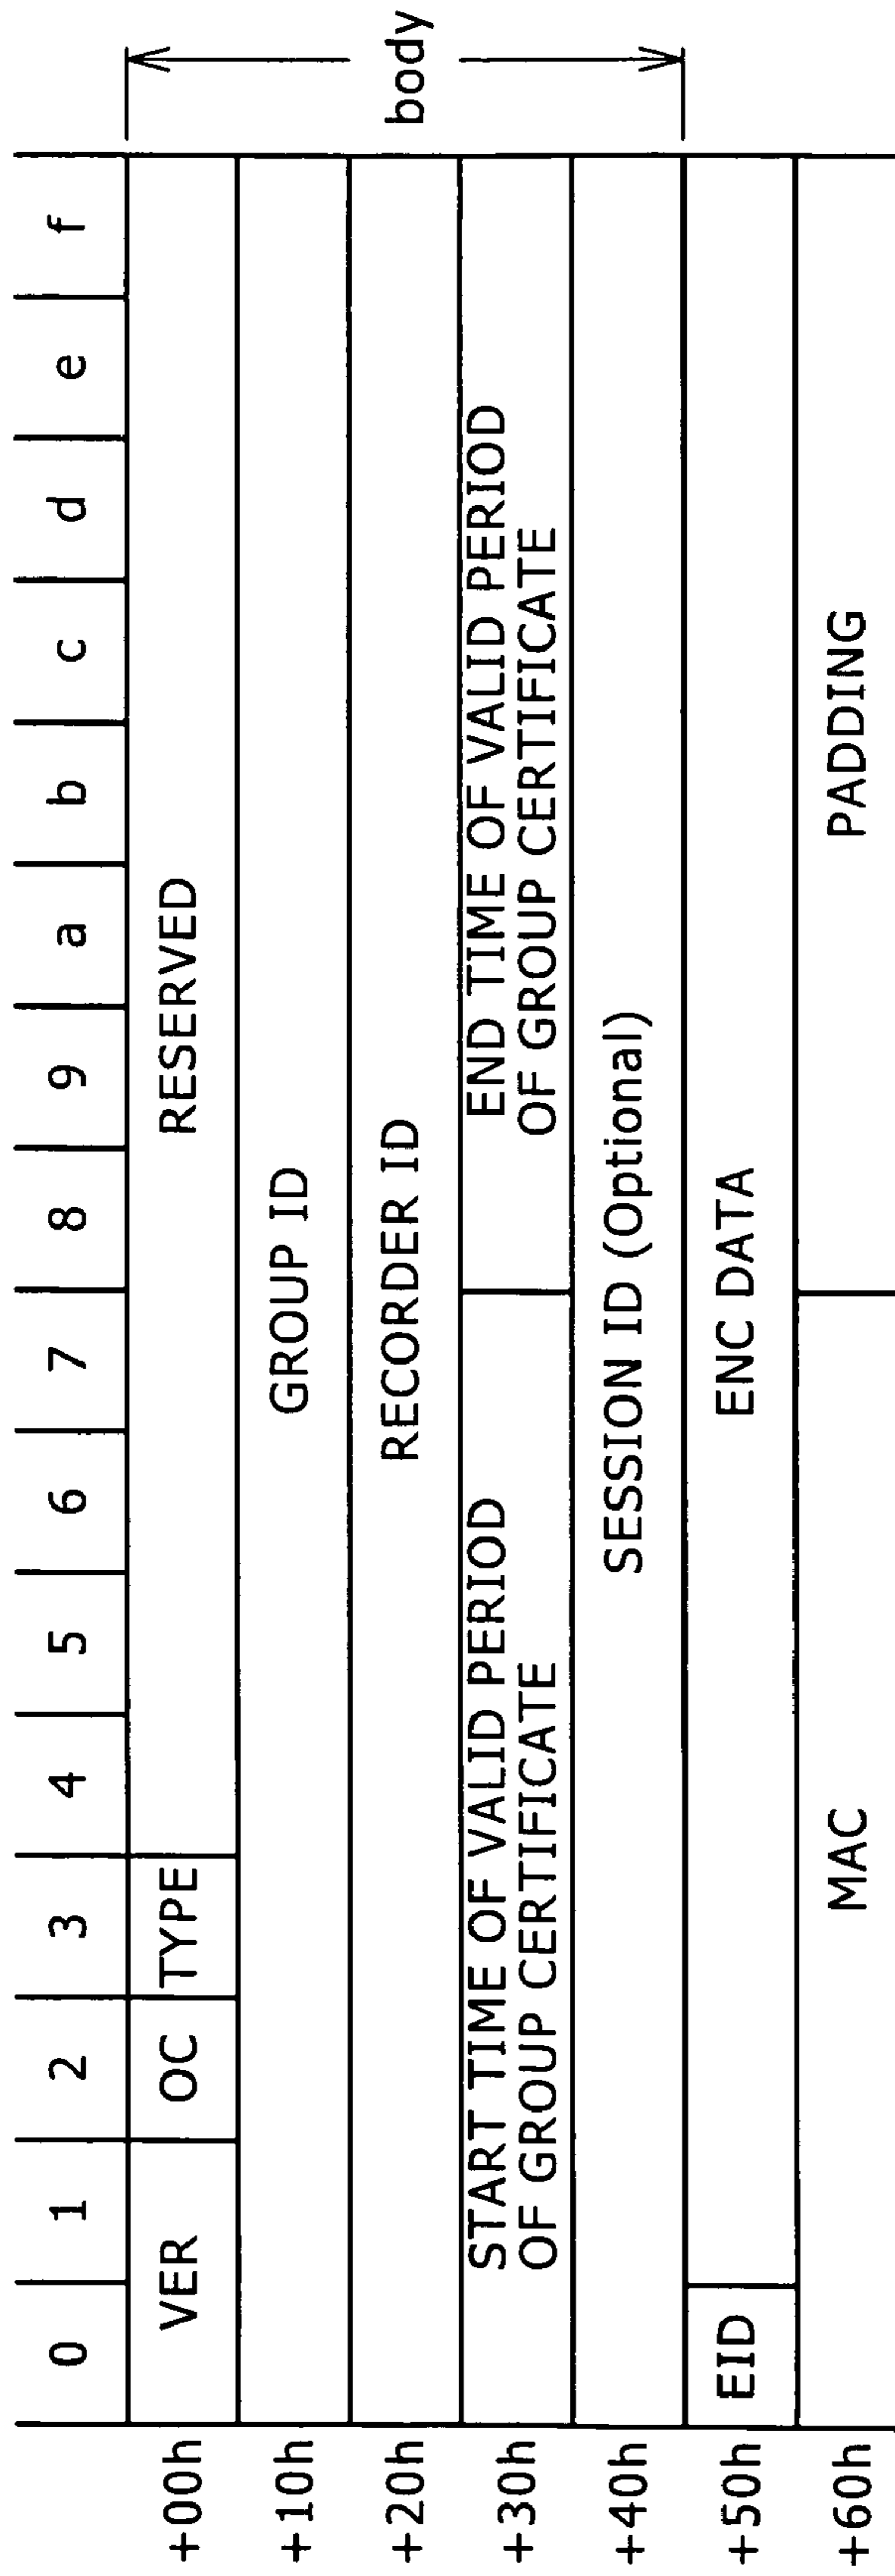 0 1 2 3 4 5 6 7 8 9 a b c d e f
+00h VER OC TYPE RESERVED
+10h GROUP ID
+20h RECORDER ID
+30h START TIME OF VALID PERIOD OF GROUP CERTIFICATE END TIME OF VALID PERIOD OF GROUP CERTIFICATE
+40h SESSION ID (Optional)
+50h EID ENC DATA
+60h MAC PADDING
body